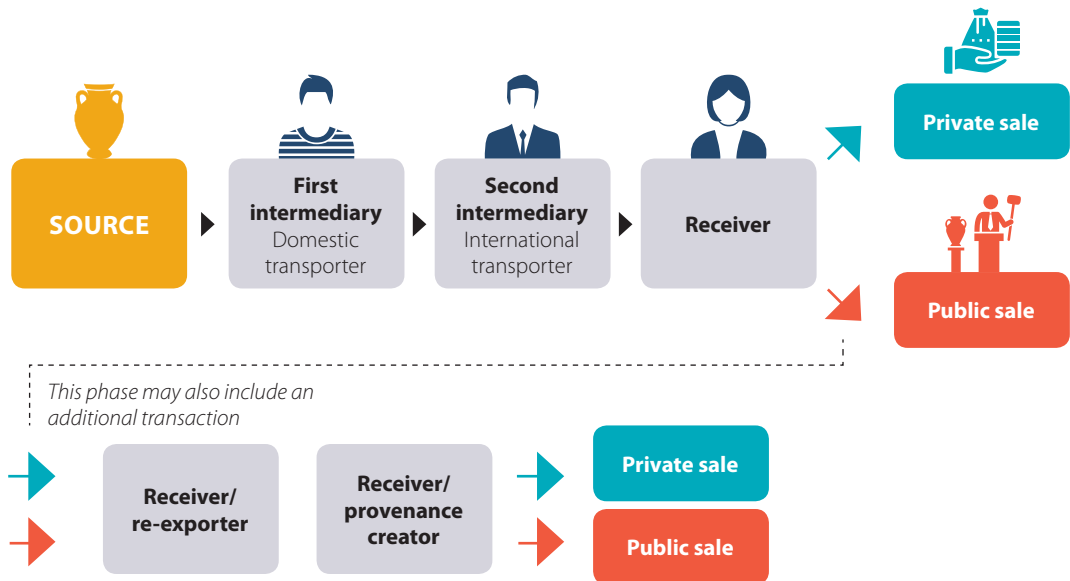 SOURCE
First
intermediary
Domestic
transporter
Second
intermediary
International
transporter
Receiver
Private sale
Public sale
This phase may also include an
additional transaction
Receiver/
re-exporter
Receiver/
provenance
creator
Private sale
Public sale